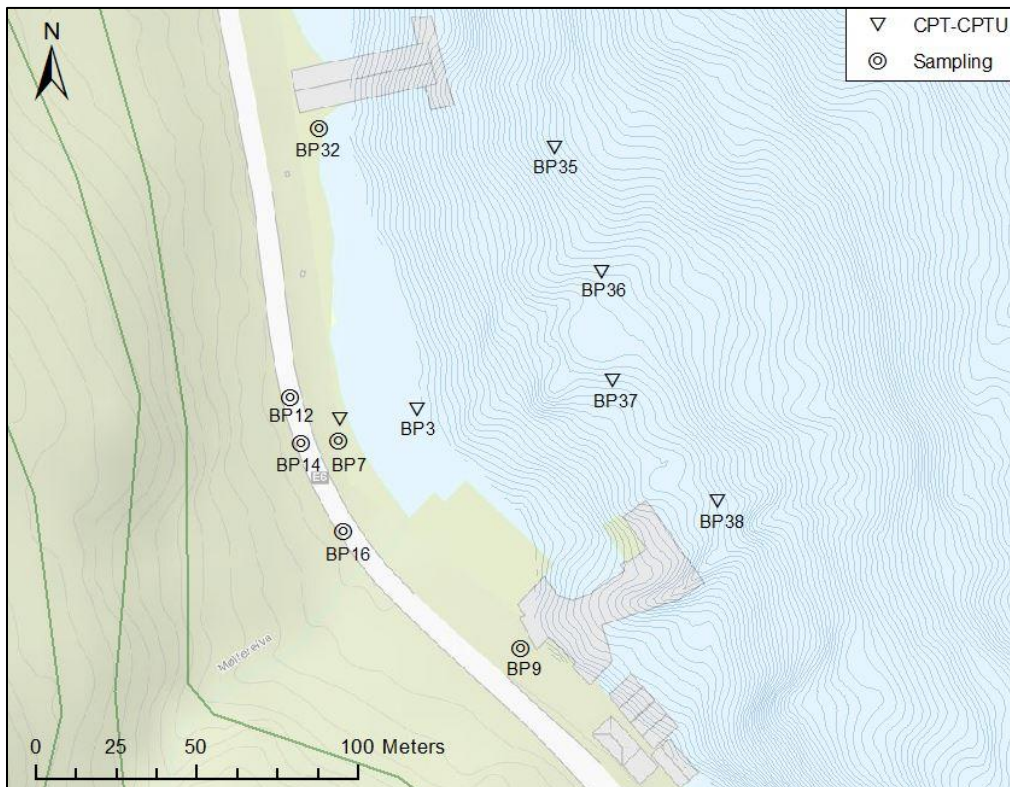 N
CPT-CPTU
Sampling
BP32
BP35
BP36
BP37
BP12
BP3
BP14
BP7
E6
BP38
BP16
Møllereiva
BP9
0 25 50 100 Meters